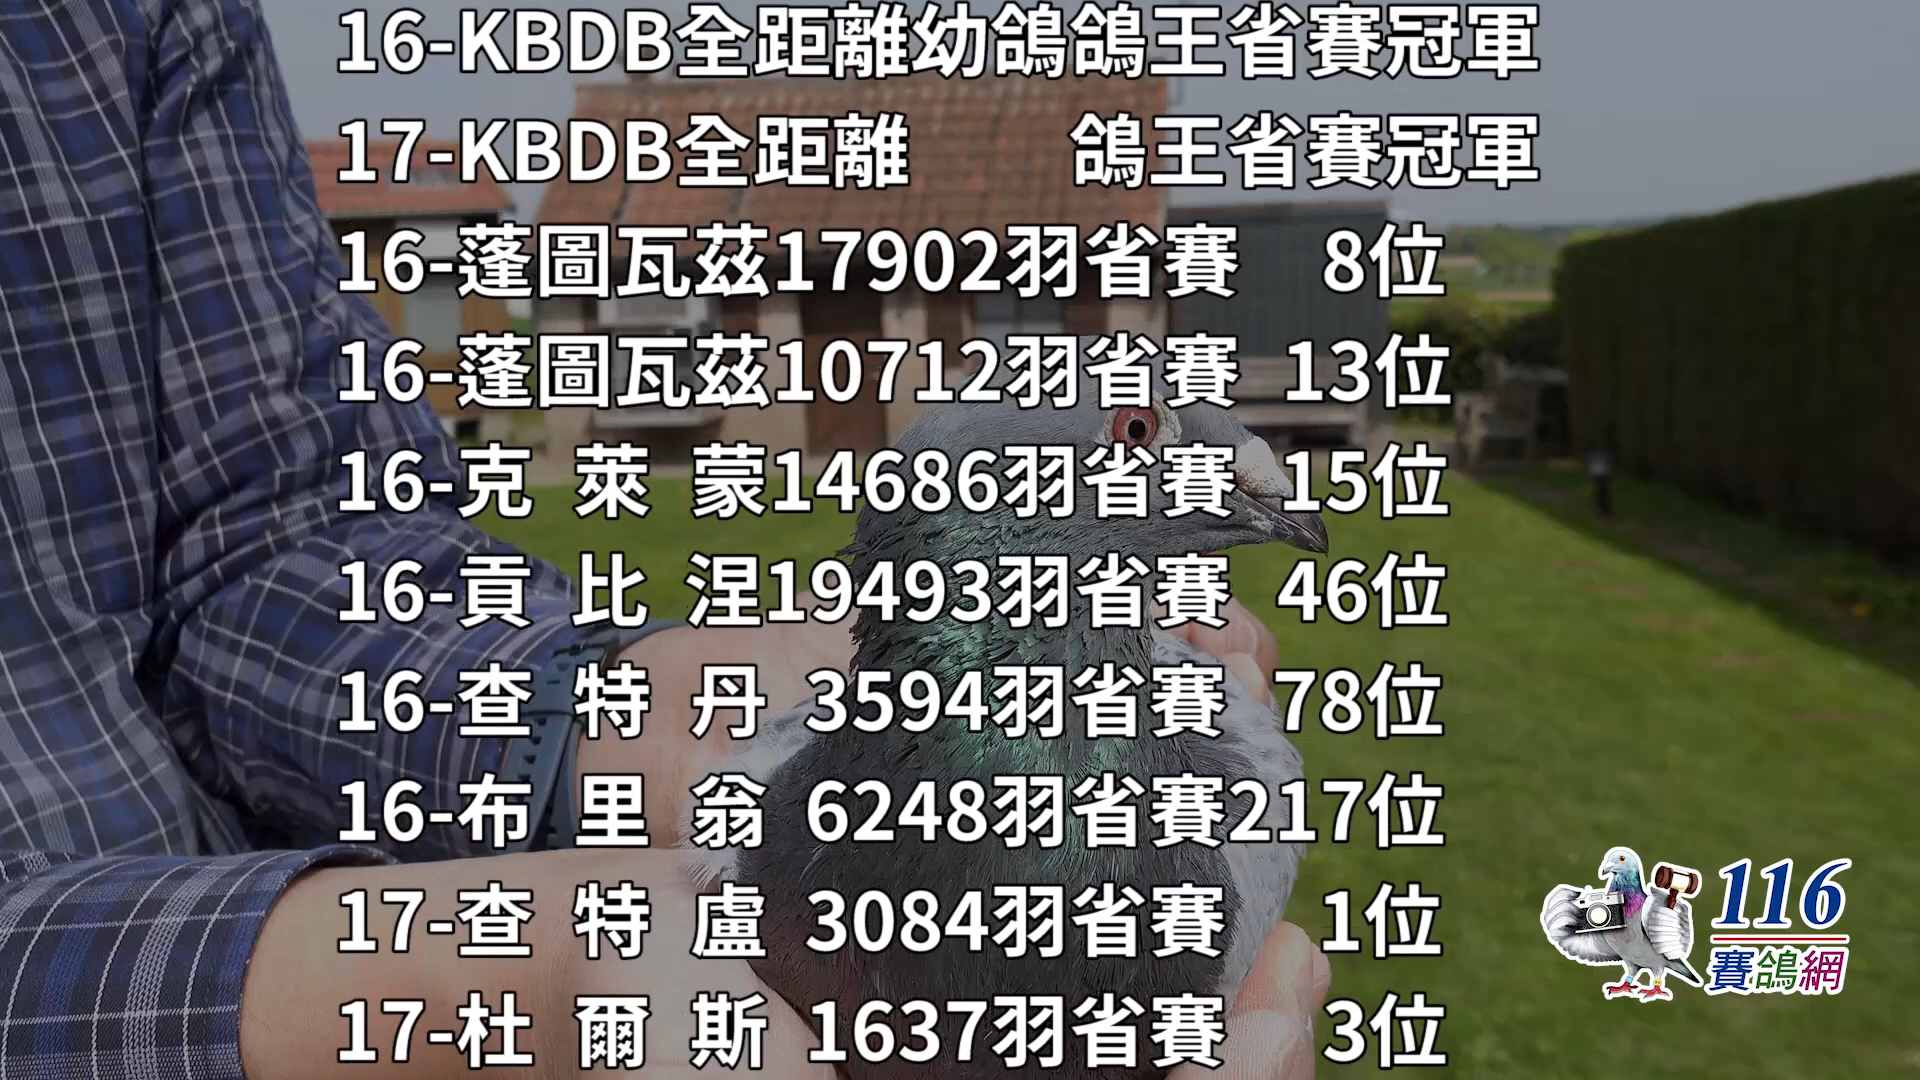 16-KBDB全距離幼鴿鴿王省賽冠軍
17-KBDB全距離 鴿王省賽冠軍
16-蓬圖瓦茲17902羽省賽 8位
16-蓬圖瓦茲10712羽省賽 13位
16-克萊蒙14686羽省賽 15位
16-貢比涅19493羽省賽 46位
16-查特丹 3594羽省賽 78位
16-布里翁 6248羽省賽217位
17-查特盧 3084羽省賽 1位
17-杜爾斯 1637羽省賽 3位
116
賽鴿網